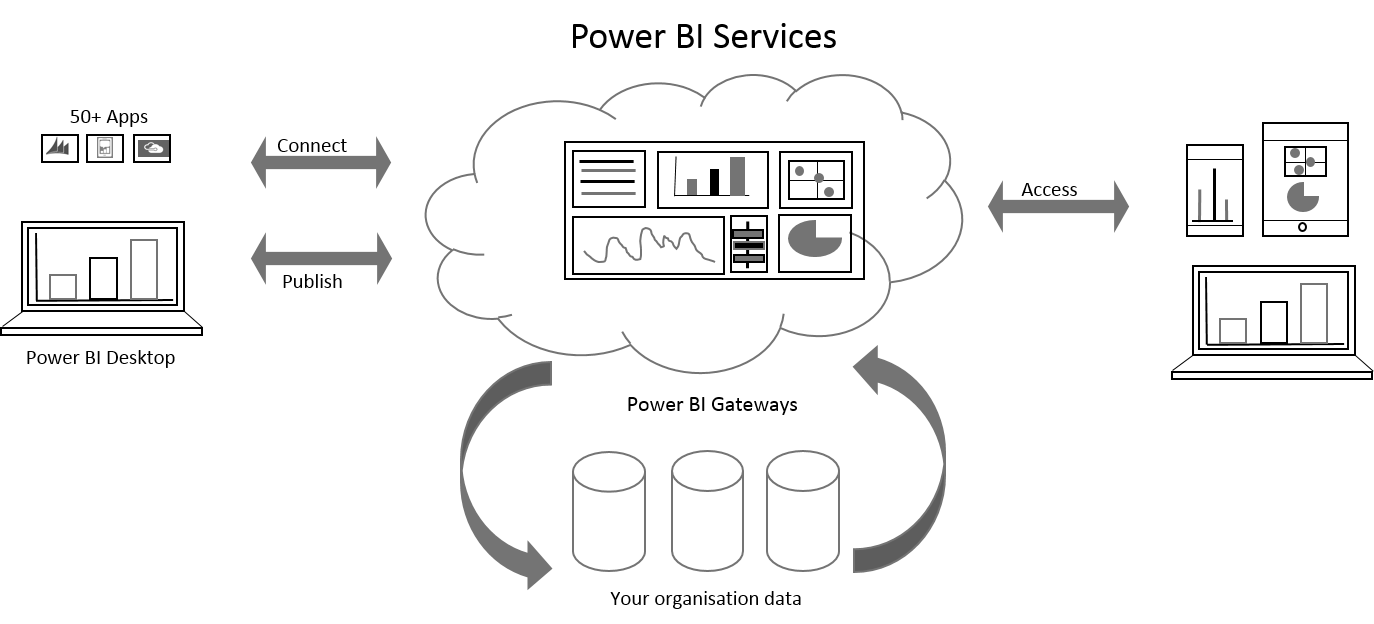 Power BI Services
50+ Apps
Connect
Access
Publish
Power BI Desktop
Power BI Gateways
Your organisation data